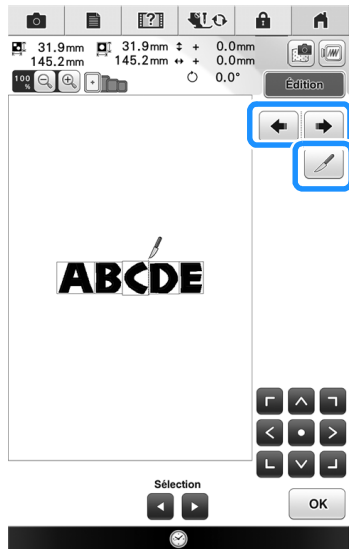 31.9mm 31.9mm + 0.0mm
145.2mm 145.2mm + 0.0mm
100 % 0.0°
Édition
ABCDE
Sélection
OK